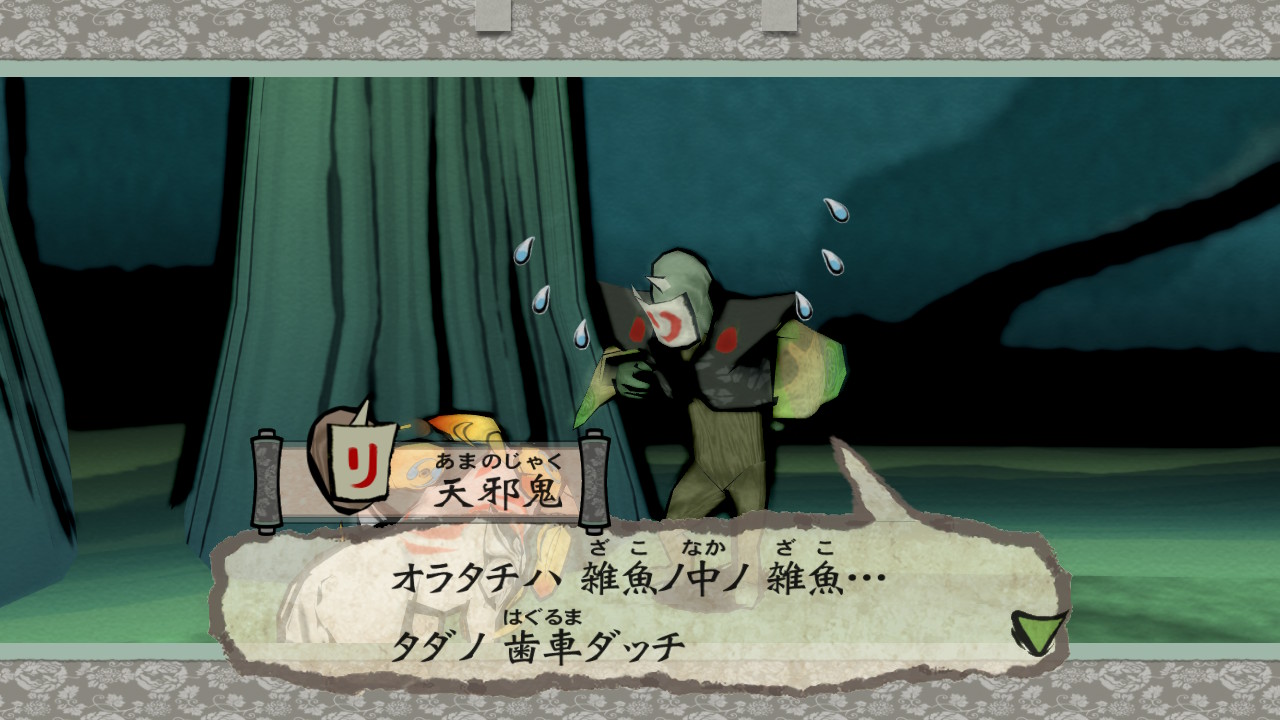 リ
リ
あまのじゃく
天邪鬼
ざこ なか ざこ
オラタチハ 雑魚ノ中ノ 雑魚…
はぐるま
タダノ 歯車ダッチ